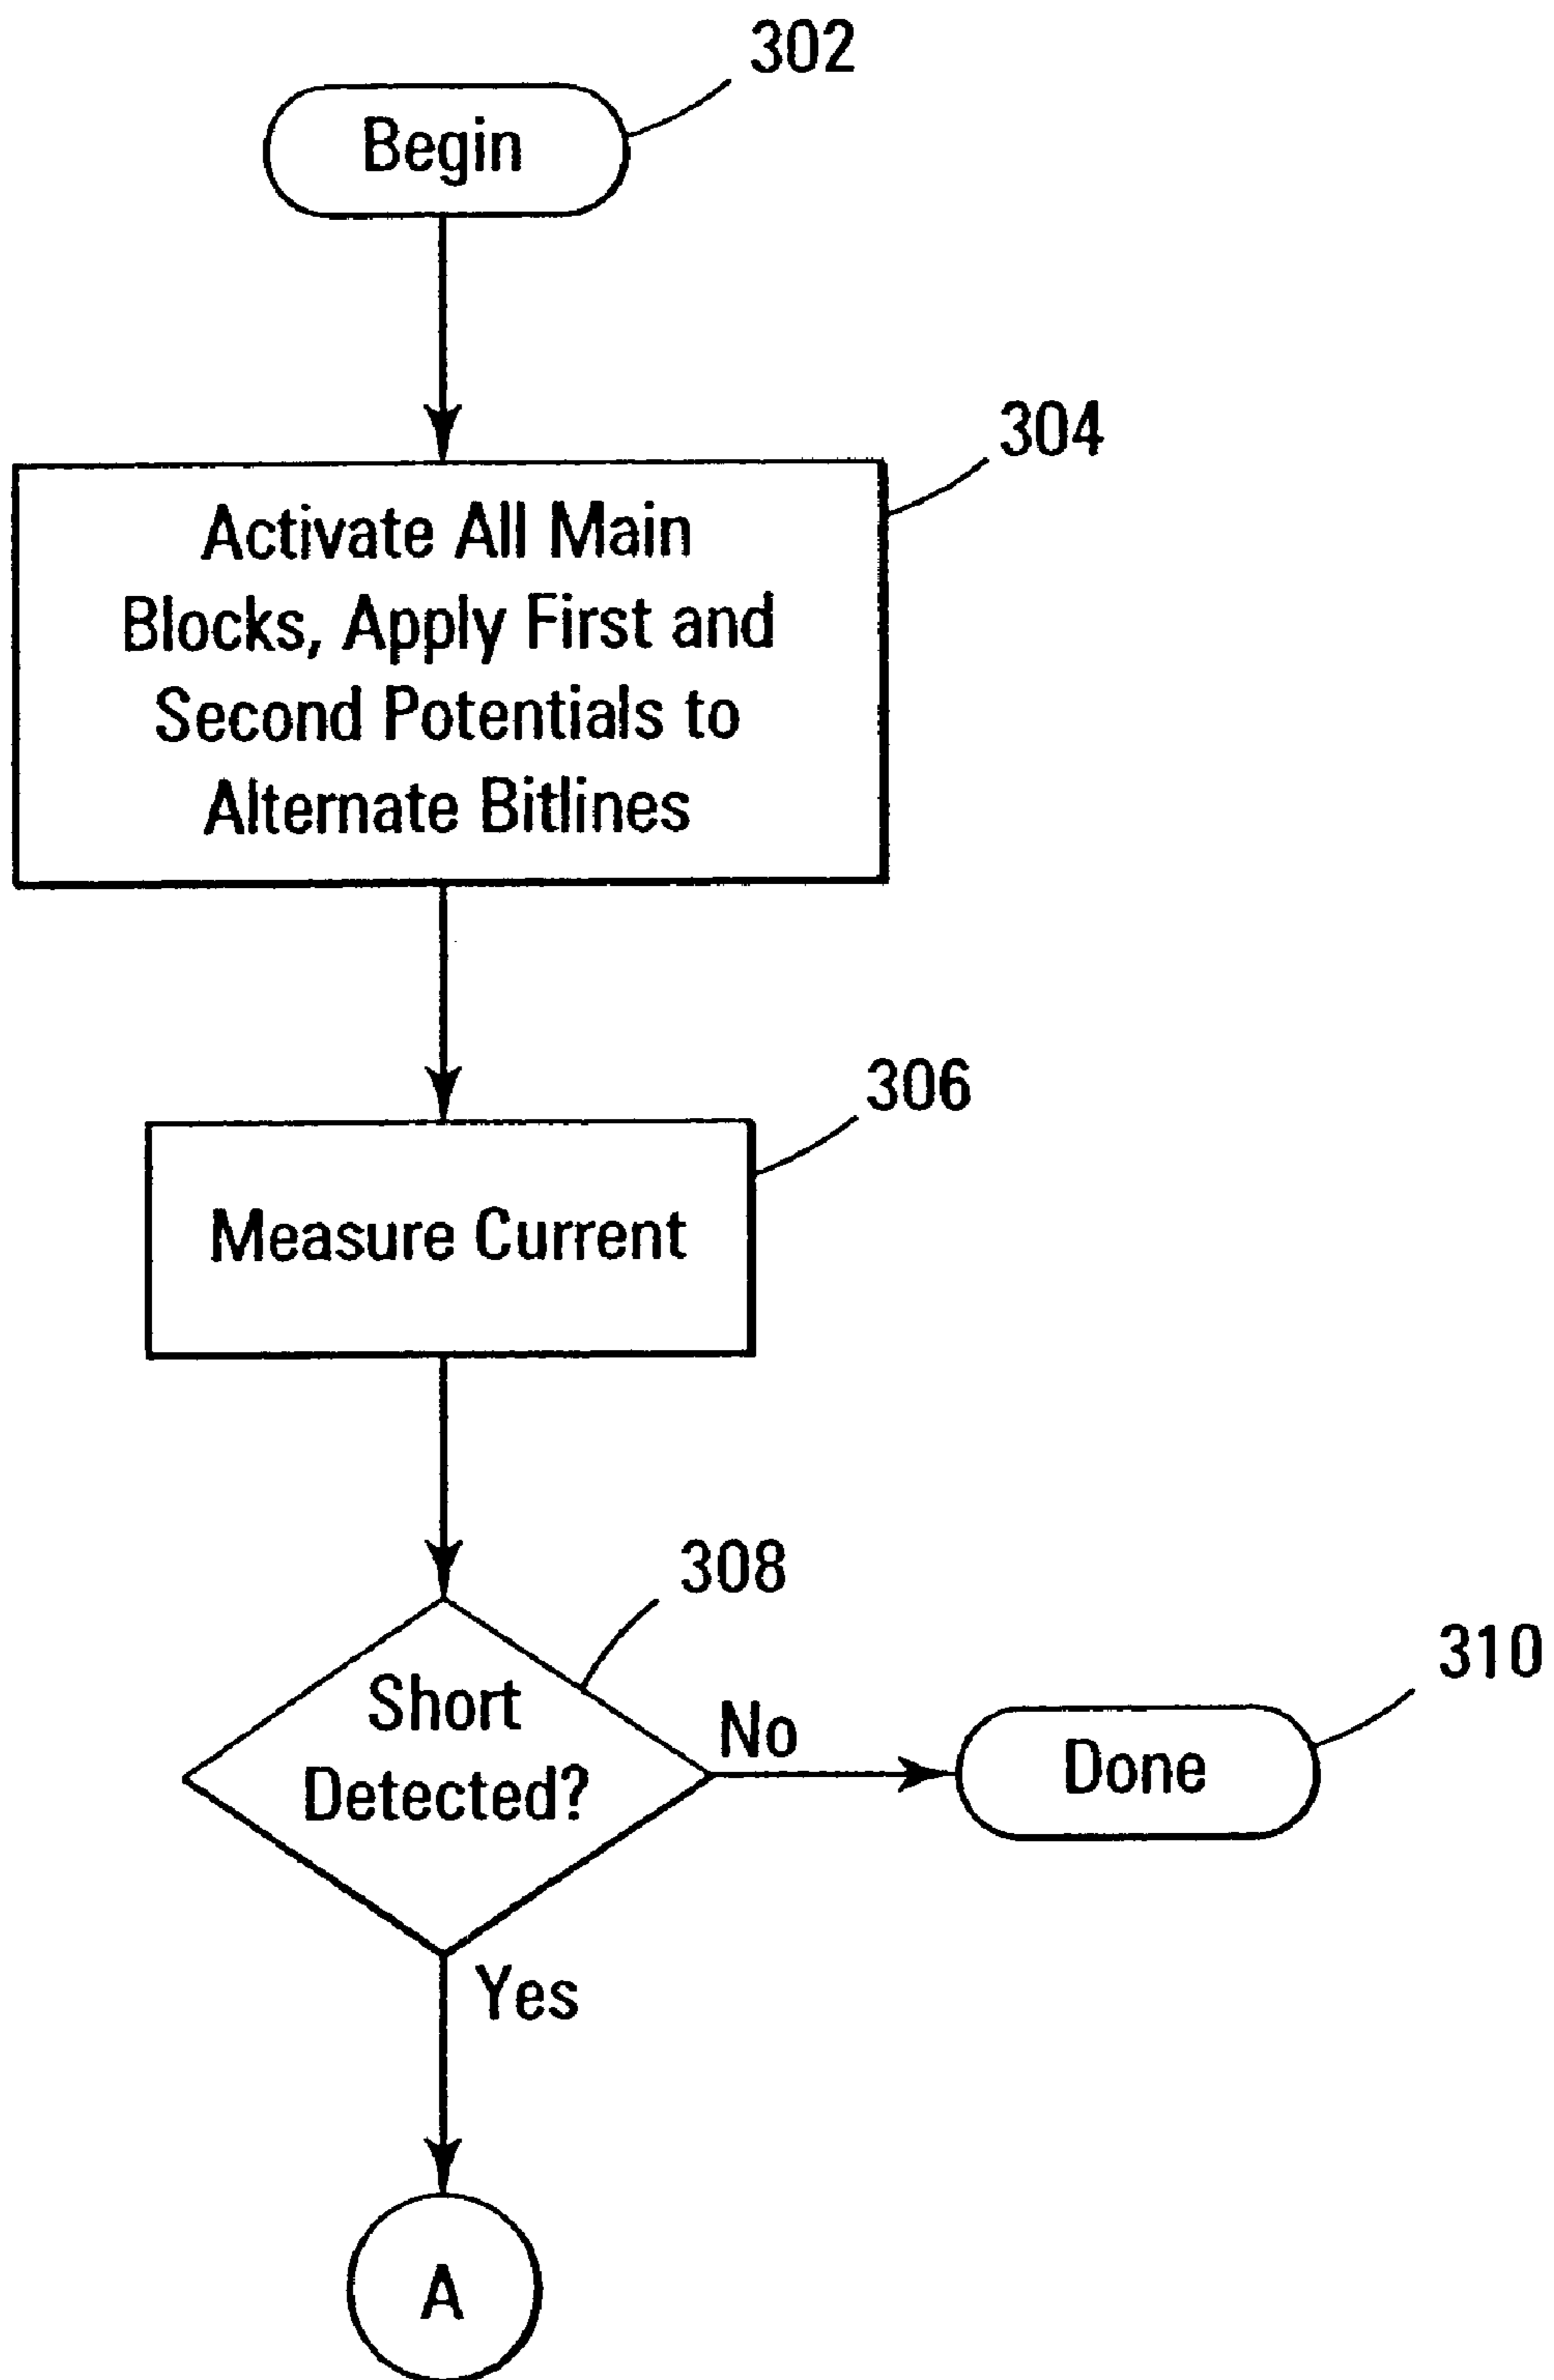 302
Begin
304
Activate All Main
Blocks, Apply First and
Second Potentials to
Alternate Bitlines
306
Measure Current
308
Short
Detected?
No
310
Done
Yes
A